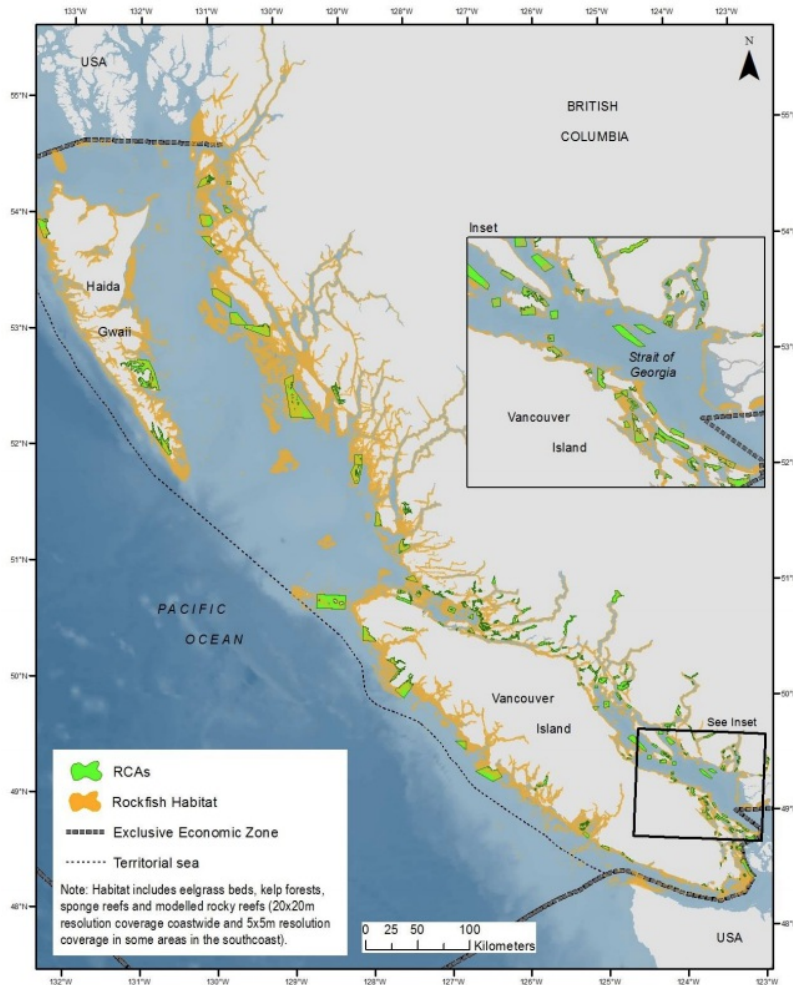 133°W 132°W 131°W 130°W 129°W 128°W 127°W 126°W 125°W 124°W 123°W 122°W
USA
N
55°N
55°N
BRITISH
COLUMBIA
54°N
54°N
Inset
Haida
Gwaii
53°N
53°N
Strait of
Georgia
Vancouver
Island
52°N
52°N
51°N
51°N
PACIFIC
OCEAN
50°N
50°N
Vancouver
Island
See Inset
RCAs
Rockfish Habitat
Exclusive Economic Zone
Territorial sea
Note: Habitat includes eelgrass beds, kelp forests,
sponge reefs and modelled rocky reefs (20x20m
resolution coverage coastwide and 5x5m resolution
coverage in some areas in the southcoast).
49°N
49°N
48°N
48°N
0 25 50 100
Kilometers
USA
132°W 131°W 130°W 129°W 128°W 127°W 126°W 125°W 124°W 123°W